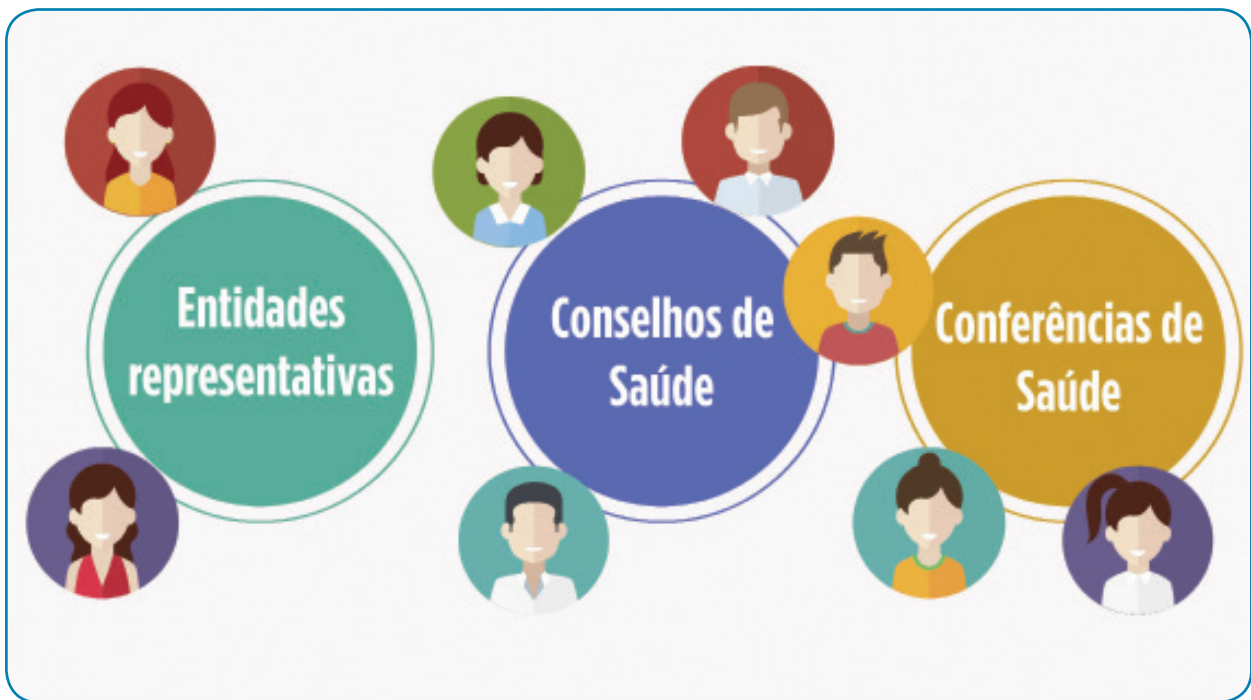 Entidades
representativas
Conselhos de
Saúde
Conferências de
Saúde